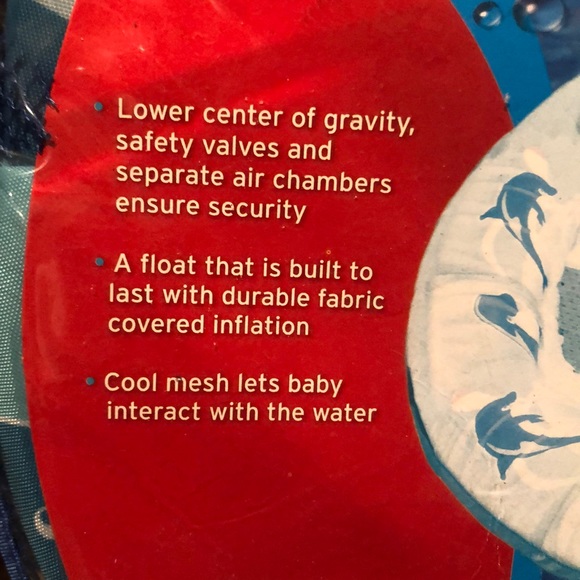 • Lower center of gravity,
safety valves and
separate air chambers
ensure security
• A float that is built to
last with durable fabric
covered inflation
• Cool mesh lets baby
interact with the water